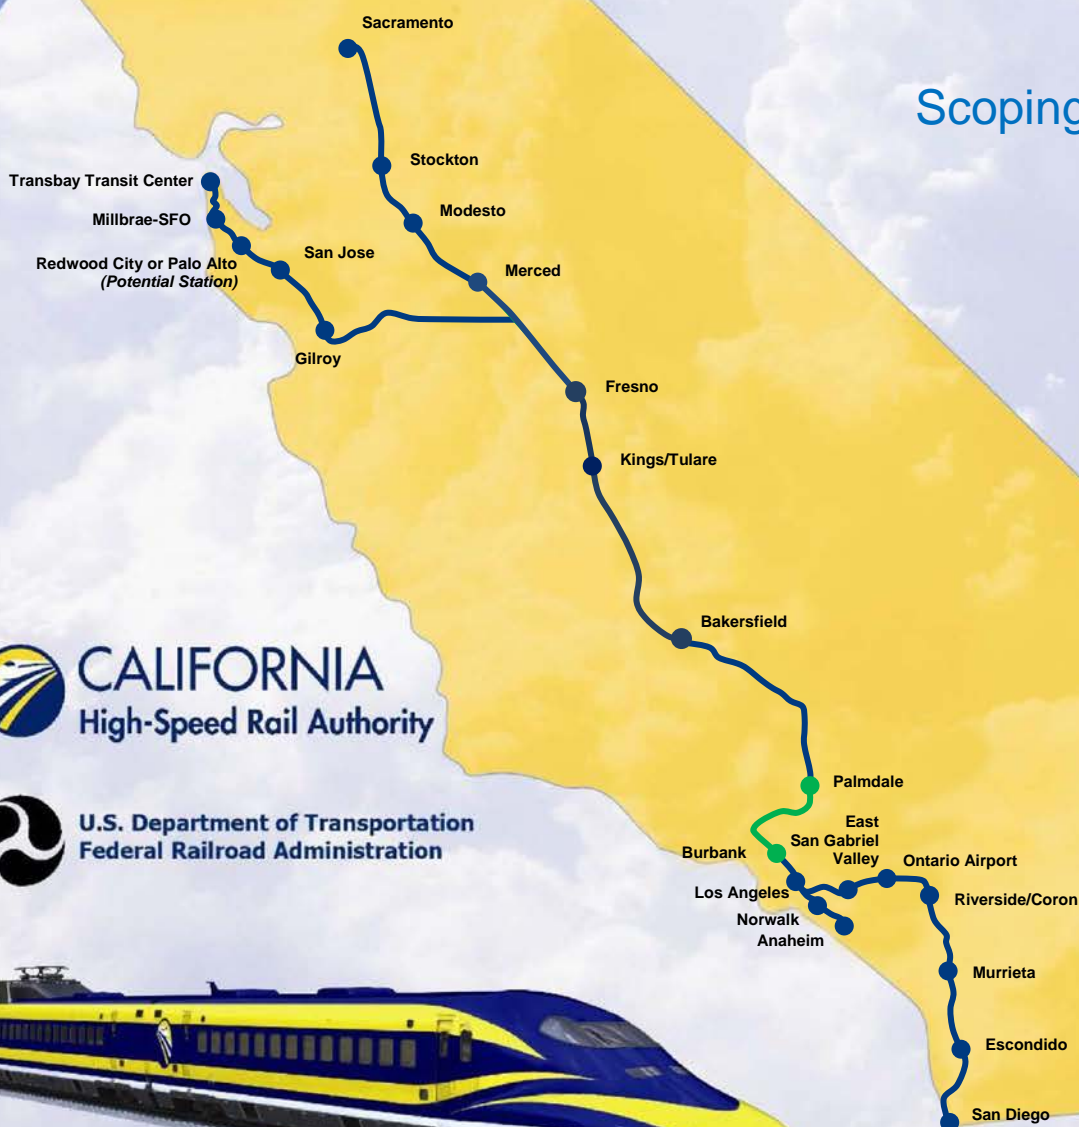 Sacramento
Scoping
Stockton
Transbay Transit Center
Modesto
Millbrae-SFO
San Jose
Redwood City or Palo Alto
(Potential Station)
Merced
Gilroy
Fresno
Kings/Tulare
Bakersfield
CALIFORNIA
High-Speed Rail Authority
Palmdale
U.S. Department of Transportation
Federal Railroad Administration
East
San Gabriel
Valley
Burbank
Ontario Airport
Los Angeles
Riverside/Coron
Norwalk
Anaheim
Murrieta
Escondido
San Diego